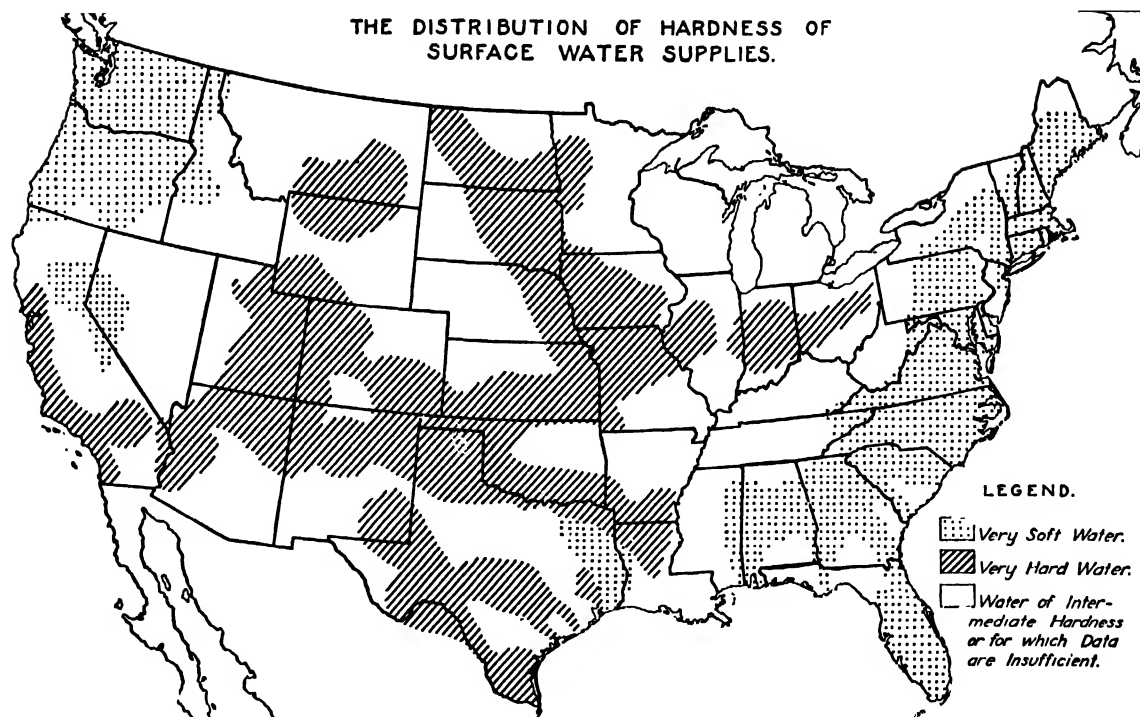 THE DISTRIBUTION OF HARDNESS OF
SURFACE WATER SUPPLIES.
LEGEND.
Very Soft Water.
Very Hard Water.
Water of Inter-
mediate Hardness
or for which Data
are Insufficient.